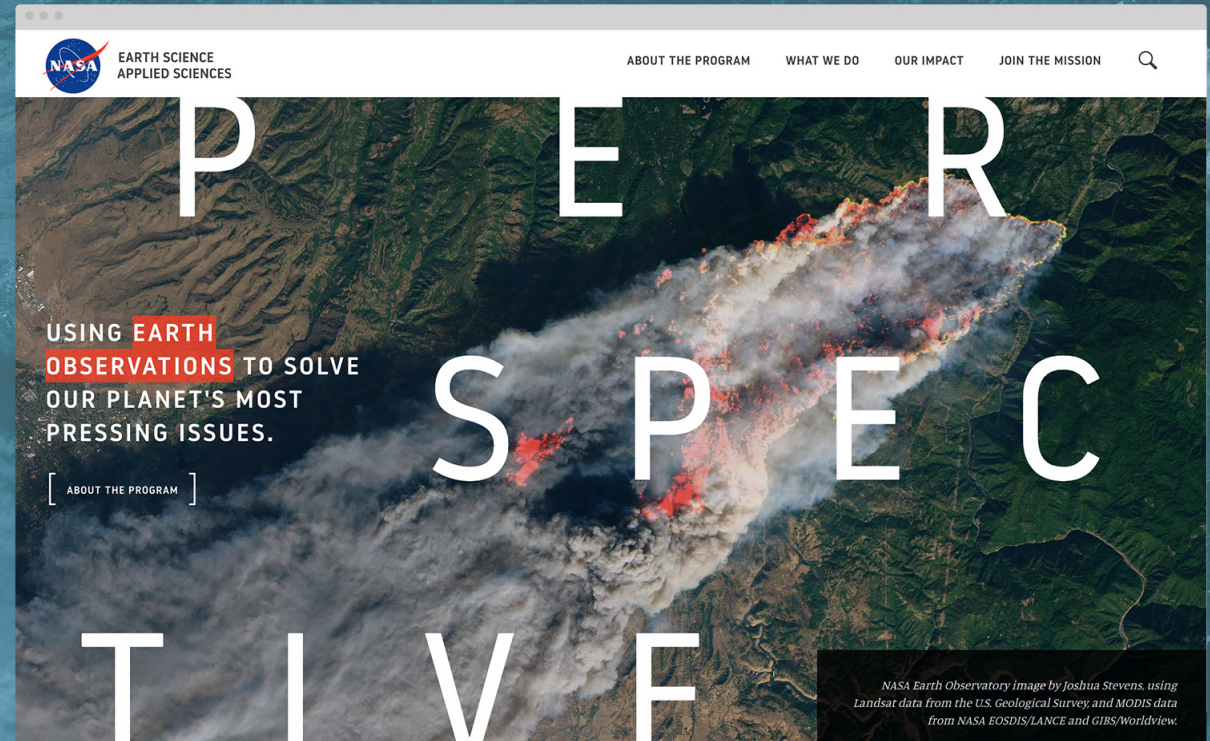 NASA
EARTH SCIENCE
APPLIED SCIENCES
ABOUT THE PROGRAM
WHAT WE DO
OUR IMPACT
JOIN THE MISSION
P E R
USING EARTH
OBSERVATIONS TO SOLVE
OUR PLANET'S MOST
PRESSING ISSUES.
ABOUT THE PROGRAM
S P E C
T I V E
NASA Earth Observatory image by Joshua Stevens, using
Landsat data from the U.S. Geological Survey, and MODIS data
from NASA EOSDIS/LANCE and GIBS/Worldview.